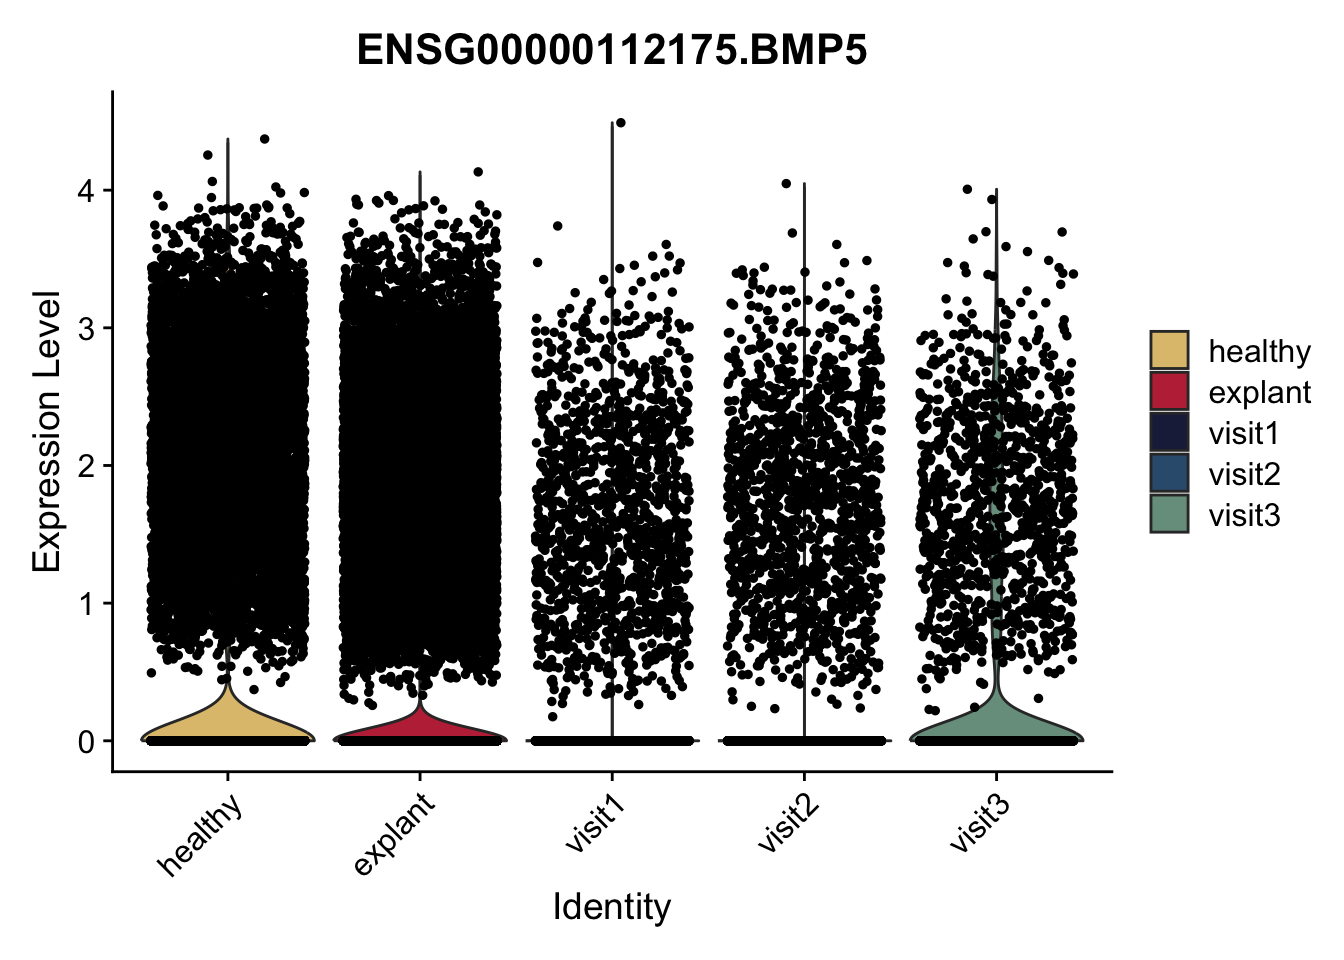 ENSG00000112175.BMP5
Expression Level
4
3
2
1
0
healthy
explant
visit1
visit2
visit3
Identity
healthy
explant
visit1
visit2
visit3